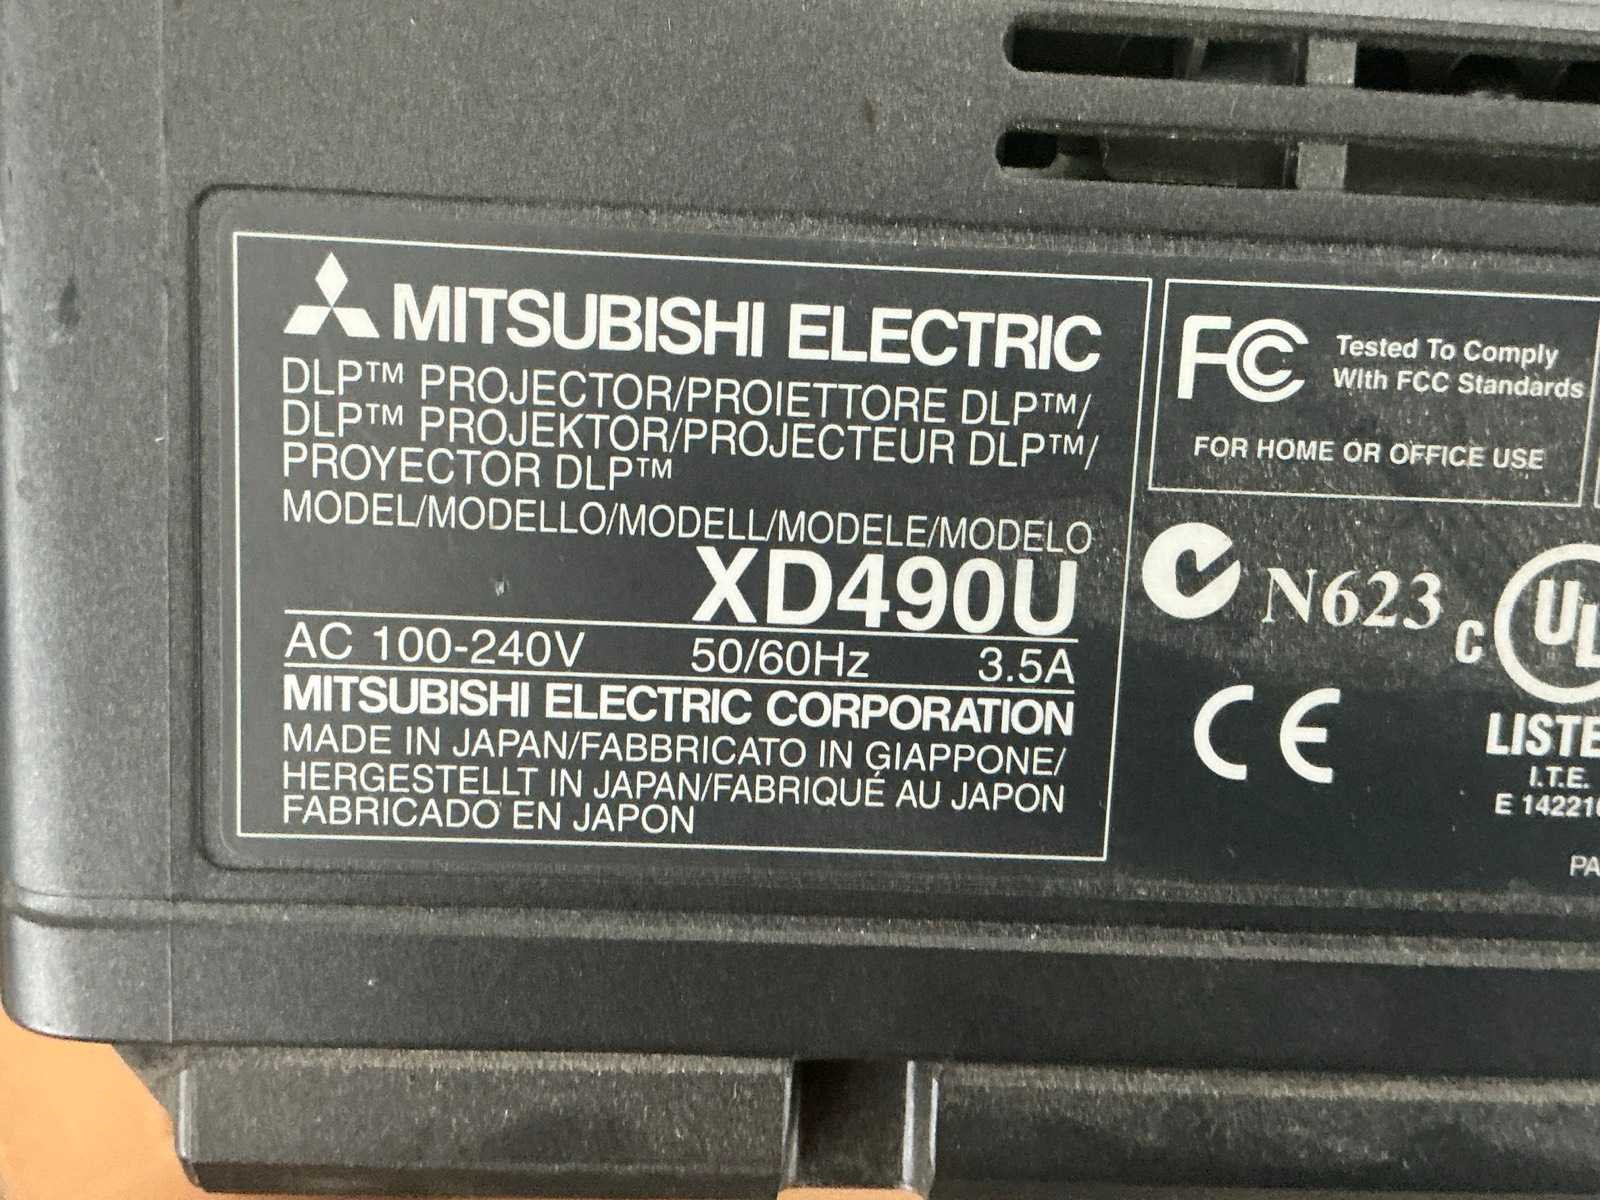 MITSUBISHI ELECTRIC
DLP™ PROJECTOR/PROIETTORE DLP™/
DLP™ PROJEKTOR/PROJECTEUR DLP™/
PROYECTOR DLP™
MODEL/MODELLO/MODELL/MODELE/MODELO
XD490U
AC 100-240V 50/60Hz 3.5A
MITSUBISHI ELECTRIC CORPORATION
MADE IN JAPAN/FABBRICATO IN GIAPPONE/
HERGESTELLT IN JAPAN/FABRIQUÉ AU JAPON
FABRICADO EN JAPON
FC Tested To Comply
With FCC Standards
FOR HOME OR OFFICE USE
N623
C UL
CE
I.T.E.